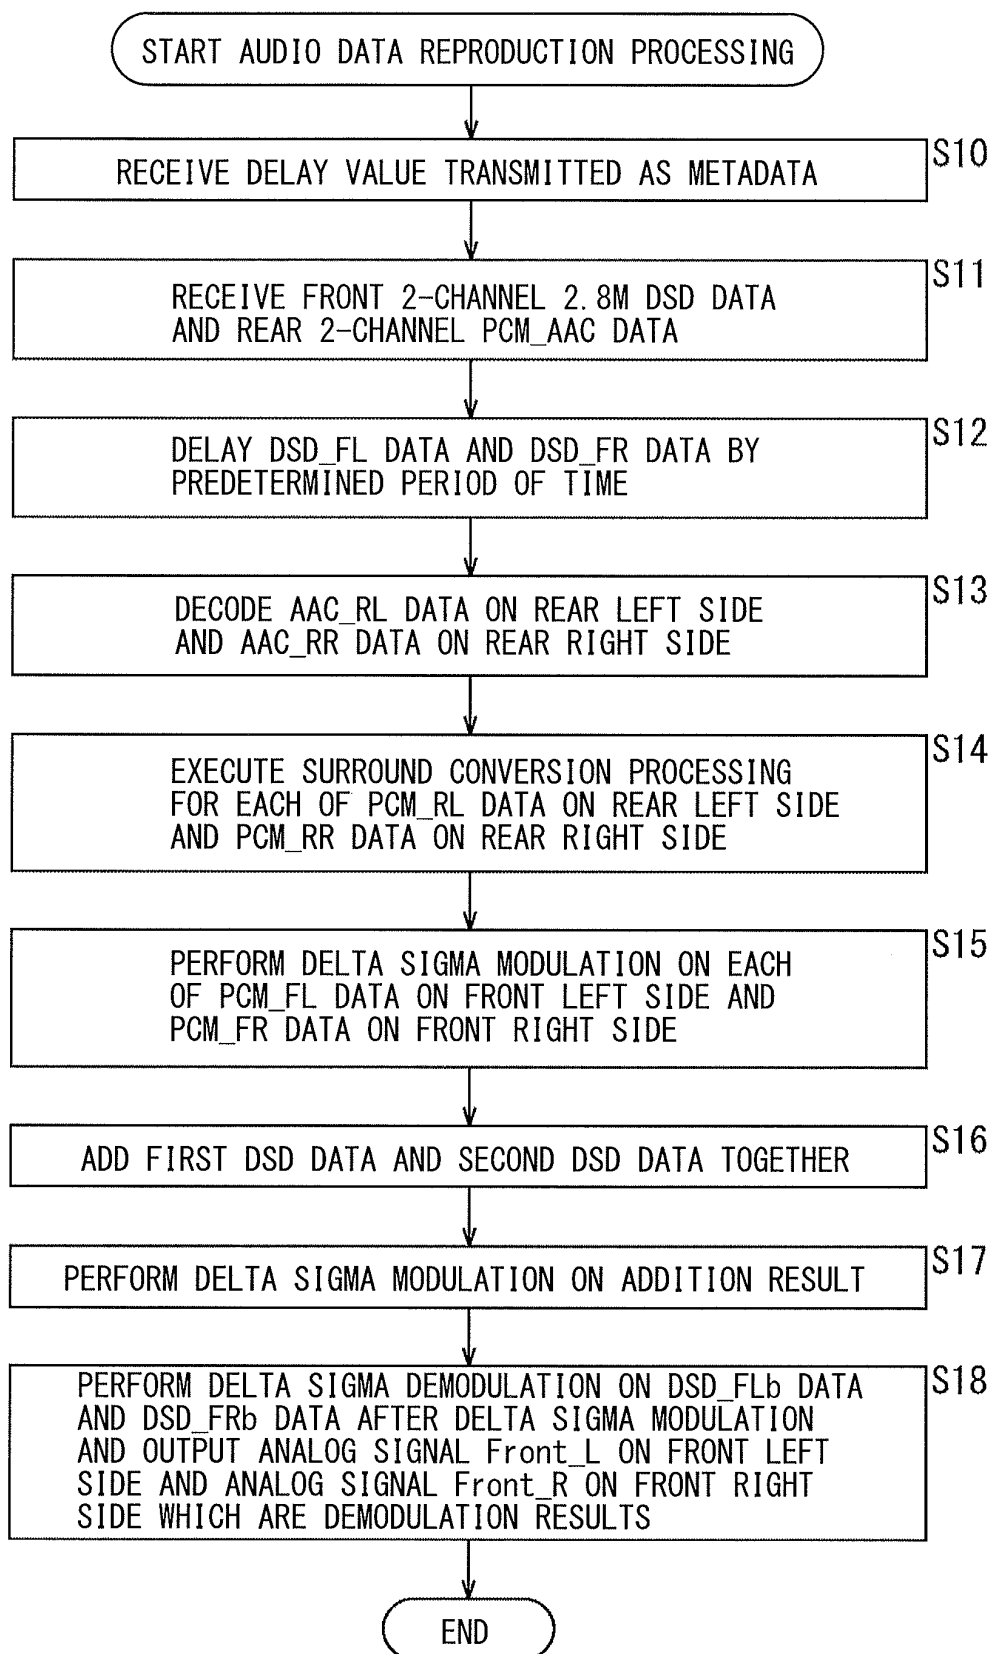 START AUDIO DATA REPRODUCTION PROCESSING
S10
RECEIVE DELAY VALUE TRANSMITTED AS METADATA
S11
RECEIVE FRONT 2-CHANNEL 2.8M DSD DATA
AND REAR 2-CHANNEL PCM_AAC DATA
S12
DELAY DSD_FL DATA AND DSD_FR DATA BY
PREDETERMINED PERIOD OF TIME
S13
DECODE AAC_RL DATA ON REAR LEFT SIDE
AND AAC_RR DATA ON REAR RIGHT SIDE
S14
EXECUTE SURROUND CONVERSION PROCESSING
FOR EACH OF PCM_RL DATA ON REAR LEFT SIDE
AND PCM_RR DATA ON REAR RIGHT SIDE
S15
PERFORM DELTA SIGMA MODULATION ON EACH
OF PCM_FL DATA ON FRONT LEFT SIDE AND
PCM_FR DATA ON FRONT RIGHT SIDE
S16
ADD FIRST DSD DATA AND SECOND DSD DATA TOGETHER
S17
PERFORM DELTA SIGMA MODULATION ON ADDITION RESULT
S18
PERFORM DELTA SIGMA DEMODULATION ON DSD_FLb DATA
AND DSD_FRb DATA AFTER DELTA SIGMA MODULATION
AND OUTPUT ANALOG SIGNAL Front_L ON FRONT LEFT
SIDE AND ANALOG SIGNAL Front_R ON FRONT RIGHT
SIDE WHICH ARE DEMODULATION RESULTS
END